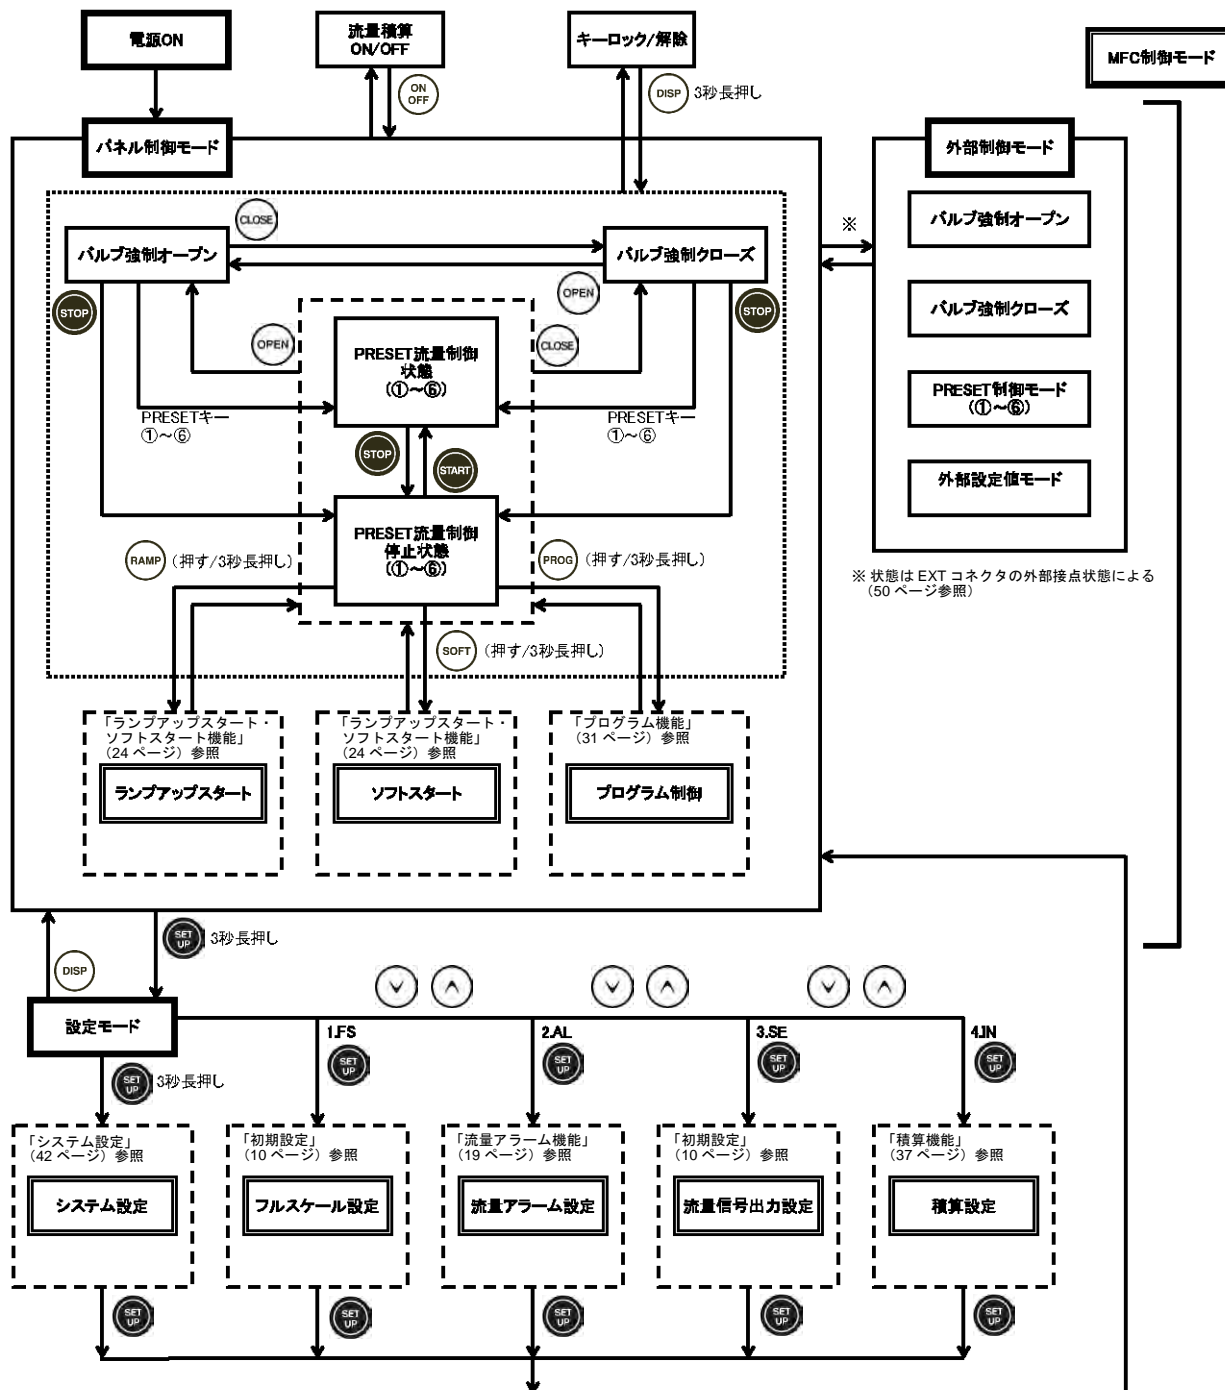 電源ON
流量積算
ON/OFF
キーロック/解除
MFC制御モード
ON
OFF
DISP 3秒長押し
パネル制御モード
外部制御モード
CLOSE
バルブ強制オープン
バルブ強制クローズ
※
バルブ強制オープン
STOP
OPEN
STOP
バルブ強制クローズ
OPEN
PRESET流量制御
状態
(①～⑥)
CLOSE
PRESETキー
①～⑥
PRESETキー
①～⑥
PRESET制御モード
(①～⑥)
STOP
START
外部設定値モード
PRESET流量制御
停止状態
(①～⑥)
RAMP (押す/3秒長押し)
PROG (押す/3秒長押し)
※ 状態は EXT コネクタの外部接点状態による
(50 ページ参照)
SOFT (押す/3秒長押し)
「ランプアップスタート・
ソフトスタート機能」
(24 ページ) 参照
ランプアップスタート
「ランプアップスタート・
ソフトスタート機能」
(24 ページ) 参照
ソフトスタート
「プログラム機能」
(31 ページ) 参照
プログラム制御
SET
UP
3秒長押し
DISP
設定モード
1.FS
2.AL
3.SE
4.IN
SET
UP
3秒長押し
SET
UP
SET
UP
SET
UP
SET
UP
「システム設定」
(42 ページ) 参照
システム設定
「初期設定」
(10 ページ) 参照
フルスケール設定
「流量アラーム機能」
(19 ページ) 参照
流量アラーム設定
「初期設定」
(10 ページ) 参照
流量信号出力設定
「積算機能」
(37 ページ) 参照
積算設定
SET
UP
SET
UP
SET
UP
SET
UP
SET
UP